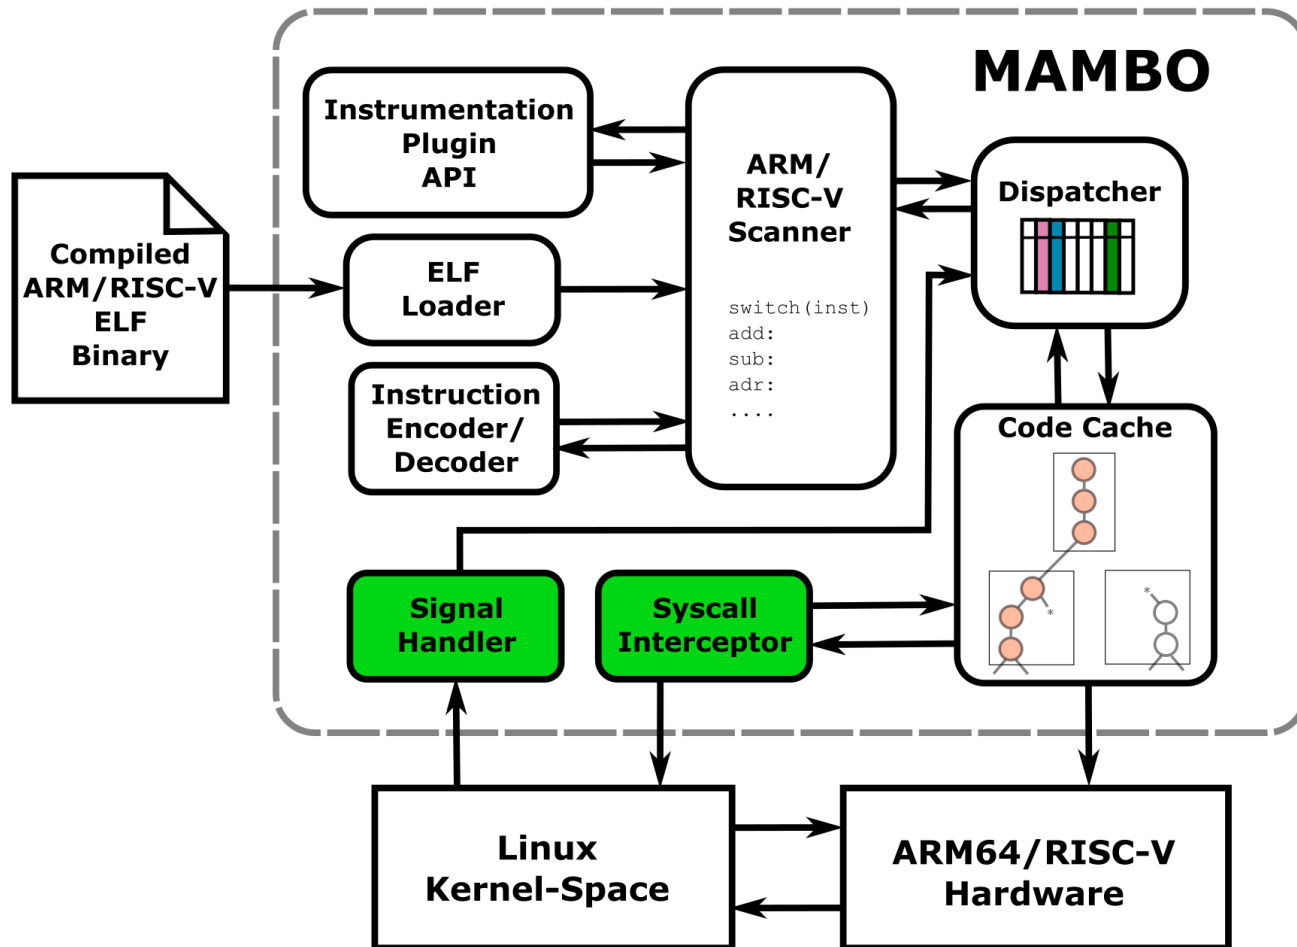 MAMBO
Instrumentation
Plugin
API
ARM/
RISC-V
Scanner
switch(inst)
add:
sub:
adr:
....
Dispatcher
Compiled
ARM/RISC-V
ELF
Binary
ELF
Loader
Instruction
Encoder/
Decoder
Code Cache
*
*
Signal
Handler
Syscall
Interceptor
Linux
Kernel-Space
ARM64/RISC-V
Hardware